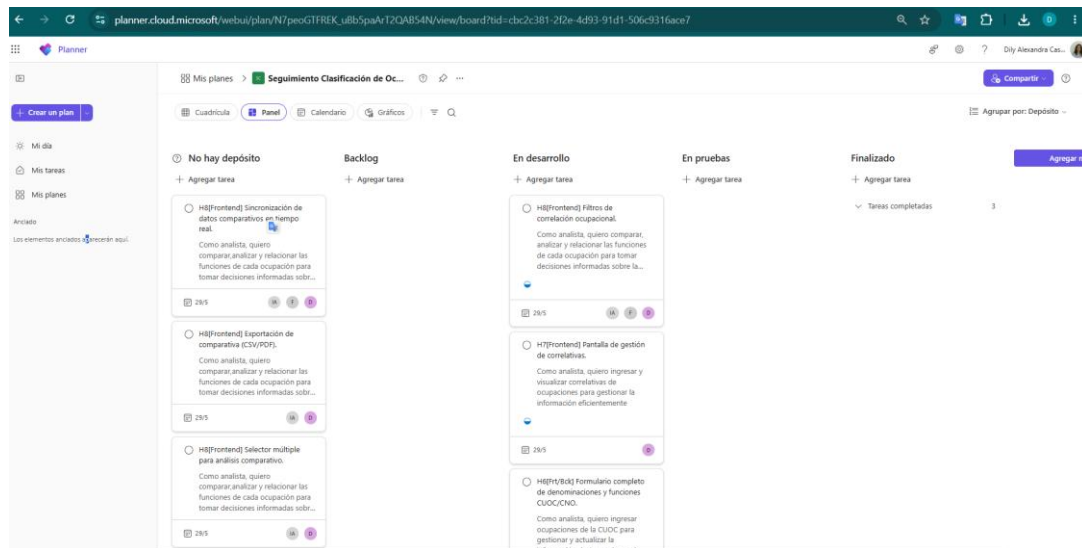 planner.cloud.microsoft/webui/plan/N7peoGTFREK_uBb5paArT2QAB54N/view/board?tid=cbc2c381-2f2e-4d93-91d1-506c9316ace7
Planner
Dily Alexandra Cas...
Mis planes > Seguimiento Clasificación de Oc...
Compartir
Crear un plan
Cuadrícula
Panel
Calendario
Gráficos
Agrupar por: Depósito
Mi día
Mis tareas
Mis planes
Anclado
Los elementos anclados aparecerán aquí.
No hay depósito
Agregar tarea
H8[Frontend] Sincronización de
datos comparativos en tiempo
real.
Como analista, quiero
comparar,analizar y relacionar las
funciones de cada ocupación para
tomar decisiones informadas sobr...
29/5
IA
F
D
H8[Frontend] Exportación de
comparativa (CSV/PDF).
Como analista, quiero
comparar,analizar y relacionar las
funciones de cada ocupación para
tomar decisiones informadas sobr...
29/5
IA
D
H8[Frontend] Selector múltiple
para análisis comparativo.
Como analista, quiero
comparar,analizar y relacionar las
funciones de cada ocupación para
tomar decisiones informadas sobr...
29/5
IA
D
Backlog
Agregar tarea
En desarrollo
Agregar tarea
H8[Frontend] Filtros de
correlación ocupacional.
Como analista, quiero comparar,
analizar y relacionar las funciones
de cada ocupación para tomar
decisiones informadas sobre la...
29/5
IA
F
D
H7[Frontend] Pantalla de gestión
de correlativas.
Como analista, quiero ingresar y
visualizar correlativas de
ocupaciones para gestionar la
información eficientemente
29/5
D
H6[Frt/Bck] Formulario completo
de denominaciones y funciones
CUOC/CNO.
Como analista, quiero ingresar
ocupaciones de la CUOC para
gestionar y actualizar la
En pruebas
Agregar tarea
Finalizado
Agregar tarea
Tareas completadas 3
Agregar